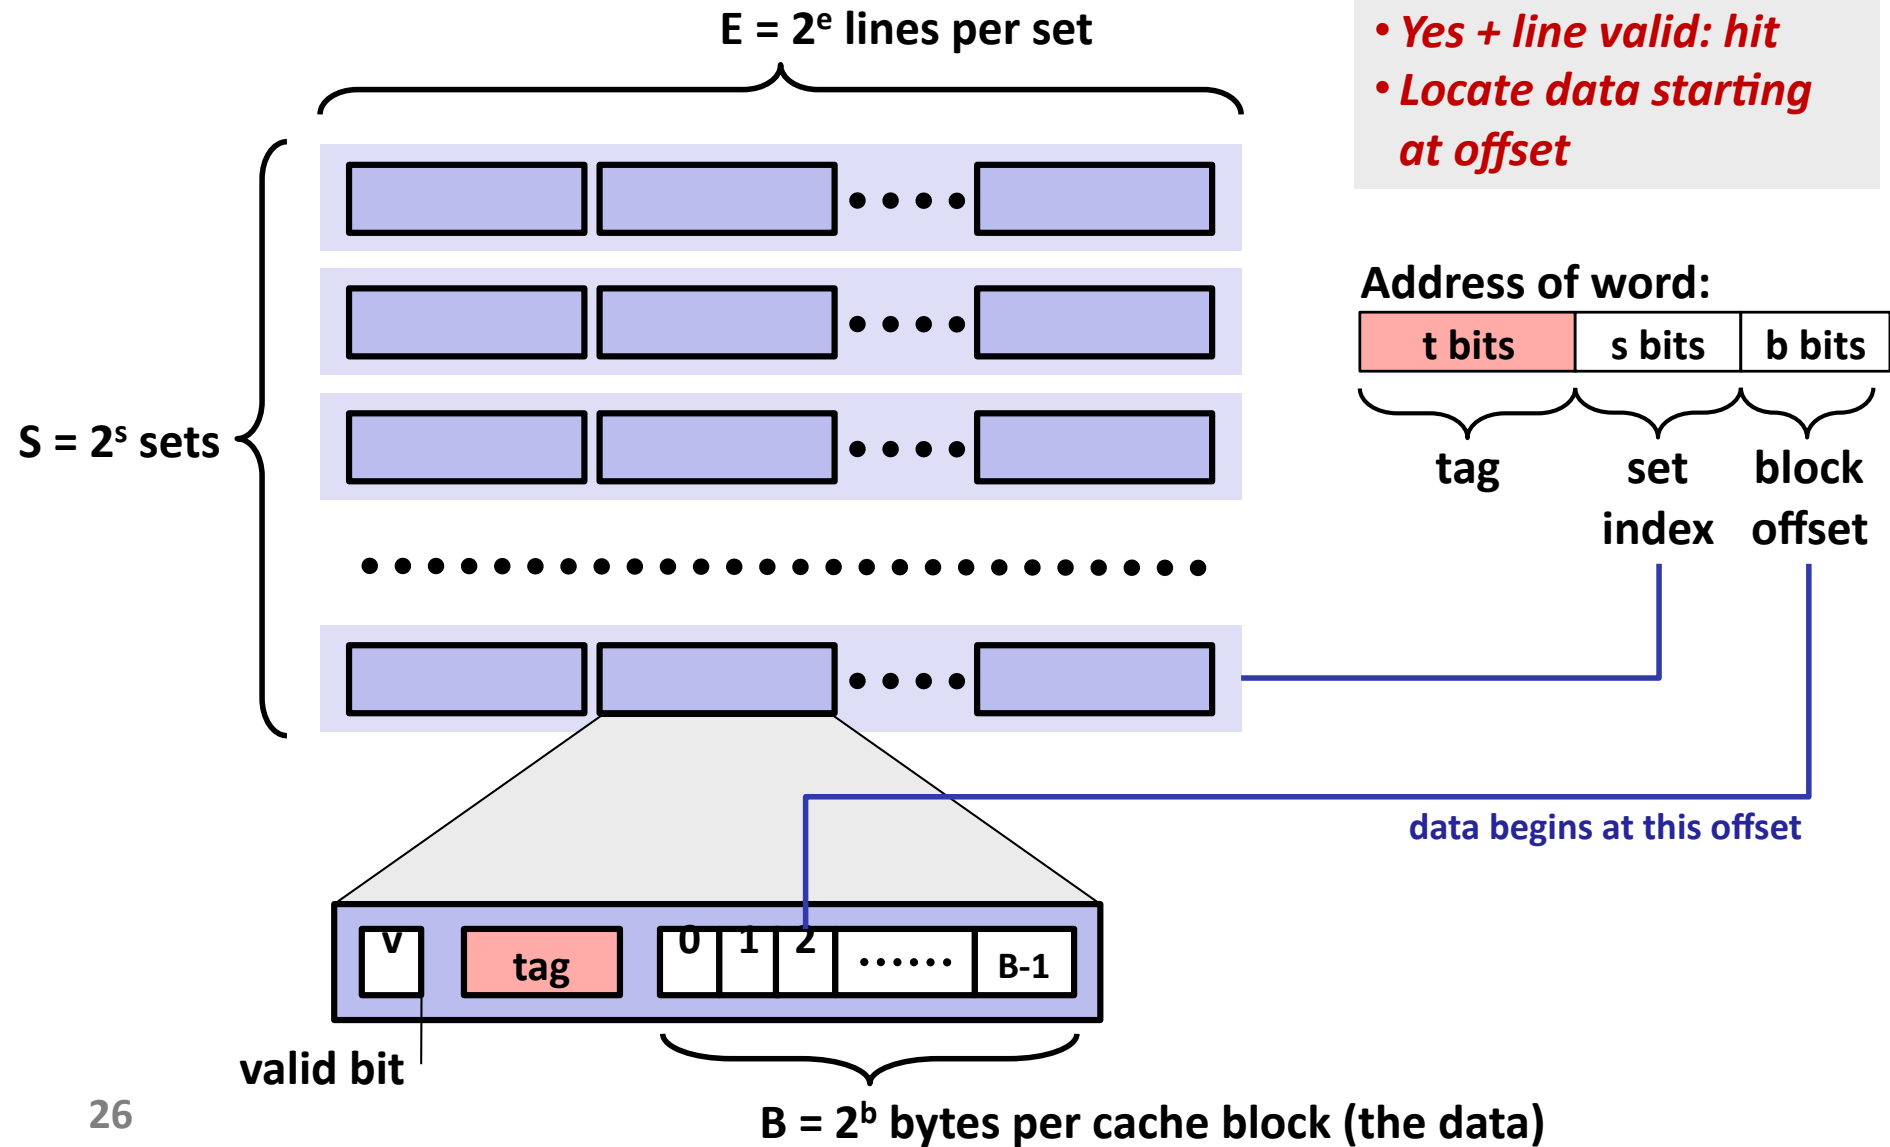 E = 2ᵉ lines per set
• Yes + line valid: hit
• Locate data starting
at offset
Address of word:
t bits s bits b bits
S = 2ˢ sets
tag set block
index offset
data begins at this offset
v tag 0 1 2 ······ B-1
valid bit
26
B = 2ᵇ bytes per cache block (the data)